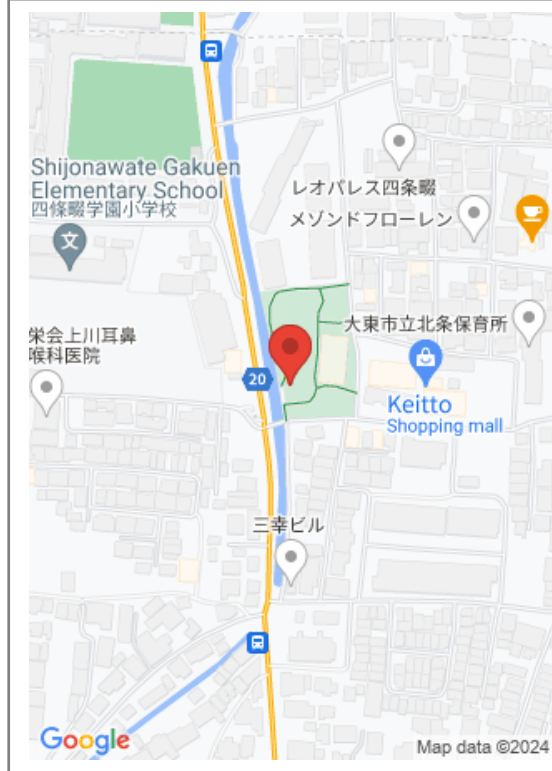 Shijonawate Gakuen
Elementary School
四條畷学園小学校
文
レオパレス四条畷
メゾンドフローレン
栄会上川耳鼻
喉科医院
20
大東市立北条保育所
Keitto
Shopping mall
三幸ビル
Google
Map data ©2024